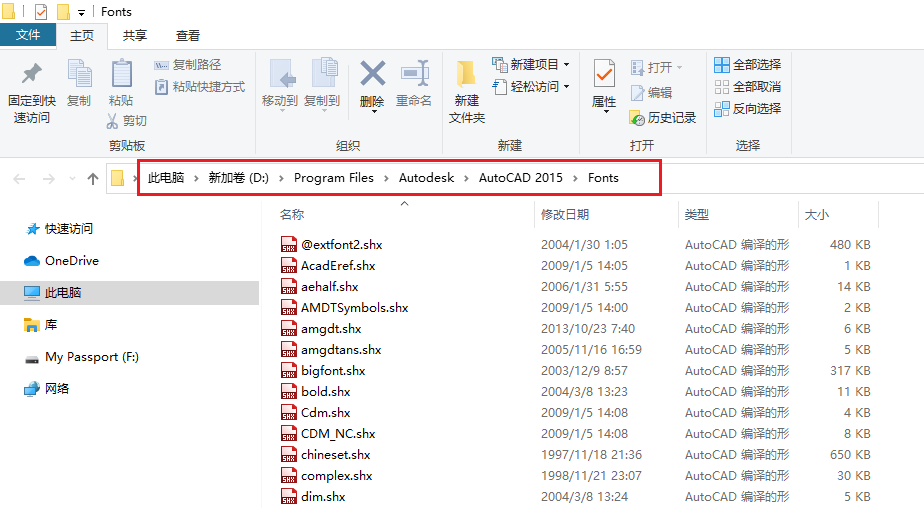 Fonts
文件 主页 共享 查看
固定到快速访问
复制
粘贴
复制路径
粘贴快捷方式
剪切
剪贴板
移动到
复制到
删除
重命名
组织
新建文件夹
新建项目
轻松访问
新建
属性
打开
编辑
历史记录
打开
全部选择
全部取消
反向选择
选择
此电脑 > 新加卷 (D:) > Program Files > Autodesk > AutoCAD 2015 > Fonts
快速访问
OneDrive
此电脑
库
My Passport (F:)
网络
名称 修改日期 类型 大小
@extfont2.shx 2004/1/30 1:05 AutoCAD 编译的形 480 KB
AcadEref.shx 2009/1/5 14:05 AutoCAD 编译的形 1 KB
aehalf.shx 2006/1/31 5:55 AutoCAD 编译的形 14 KB
AMDTSymbols.shx 2009/1/5 14:00 AutoCAD 编译的形 2 KB
amgdt.shx 2013/10/23 7:40 AutoCAD 编译的形 6 KB
amgdtans.shx 2005/11/16 16:59 AutoCAD 编译的形 5 KB
bigfont.shx 2003/12/9 8:57 AutoCAD 编译的形 317 KB
bold.shx 2004/3/8 13:23 AutoCAD 编译的形 11 KB
Cdm.shx 2009/1/5 14:08 AutoCAD 编译的形 4 KB
CDM_NC.shx 2009/1/5 14:08 AutoCAD 编译的形 8 KB
chineset.shx 1997/11/18 21:36 AutoCAD 编译的形 650 KB
complex.shx 1998/11/21 23:07 AutoCAD 编译的形 30 KB
dim.shx 2004/3/8 13:24 AutoCAD 编译的形 5 KB